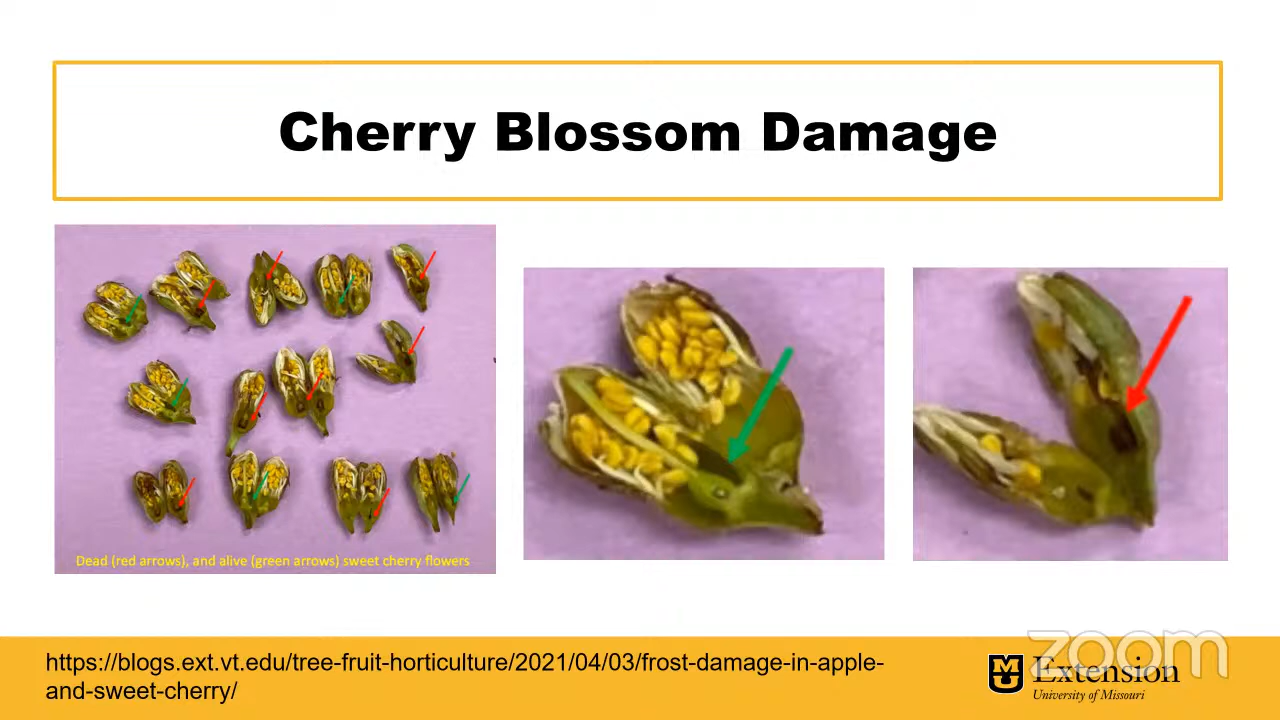 Cherry Blossom Damage
Dead (red arrows), and alive (green arrows) sweet cherry flowers
https://blogs.ext.vt.edu/tree-fruit-horticulture/2021/04/03/frost-damage-in-apple-
and-sweet-cherry/
zoom
MU
Extension
University of Missouri